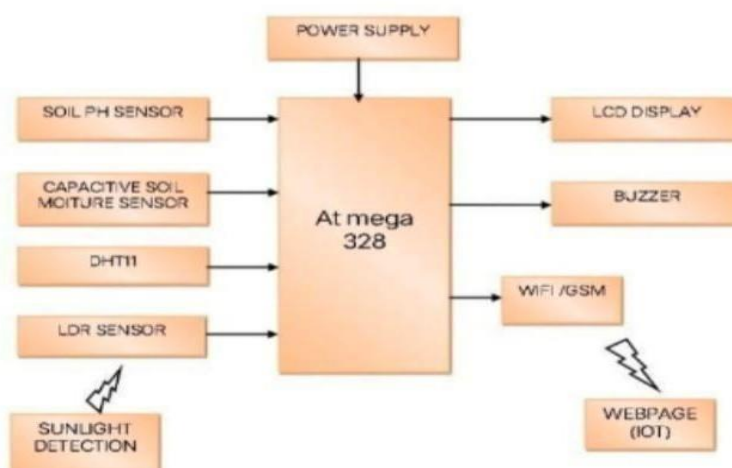 POWER SUPPLY
SOIL PH SENSOR
CAPACITIVE SOIL
MOITURE SENSOR
DHT11
LDR SENSOR
SUNLIGHT
DETECTION
At mega
328
LCD DISPLAY
BUZZER
WIFI /GSM
WEBPAGE
(IOT)